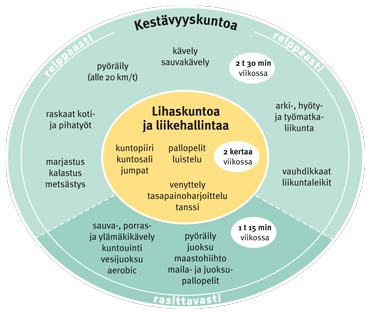 Kestävyyskuntoa
reippaasti
reippaasti
kävely
sauvakävely
pyöräily
(alle 20 km/t)
2 t 30 min
viikossa
raskaat koti-
ja pihatyöt
arki-, hyöty-
ja työmatka-
liikunta
marjastus
kalastus
metsästys
vauhdikkaat
liikuntaleikit
Lihaskuntoa
ja liikehallintaa
kuntopiiri
kuntosali
jumpat
pallopelit
luistelu
2 kertaa
viikossa
venyttely
tasapainoharjoittelu
tanssi
sauva-, porras-
ja ylämäkikävely
kuntouinti
vesijuoksu
aerobic
pyöräily
juoksu
maastohiihto
maila- ja juoksu-
pallopelit
1 t 15 min
viikossa
rasittavasti